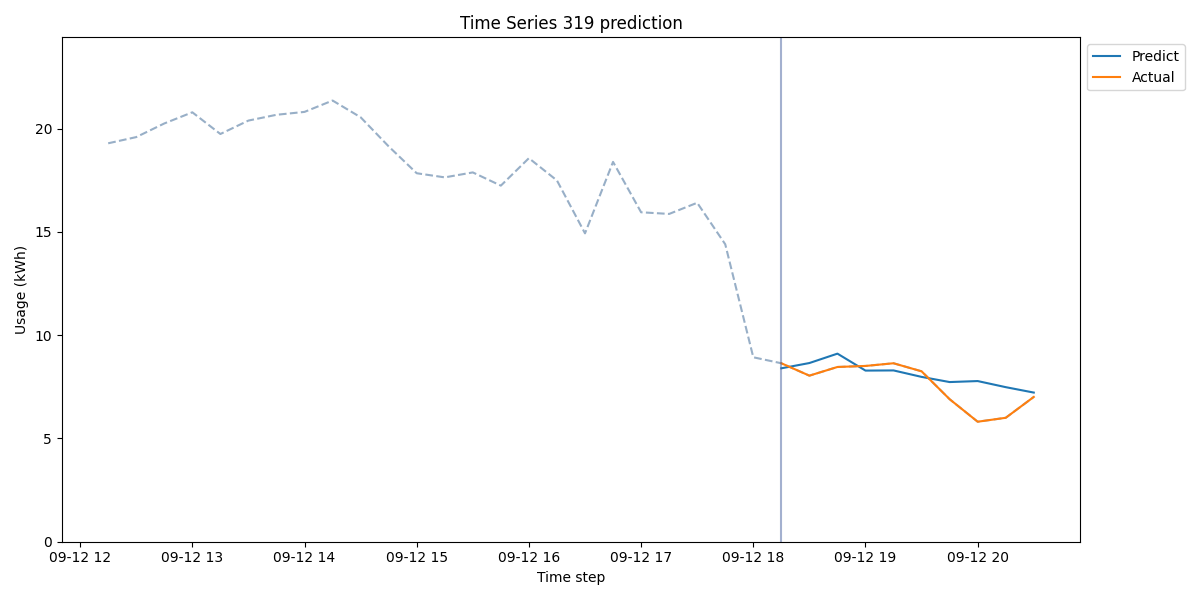 Time Series 319 prediction
Predict
Actual
Usage (kWh)
20
15
10
5
0
09-12 12 09-12 13 09-12 14 09-12 15 09-12 16 09-12 17 09-12 18 09-12 19 09-12 20
Time step